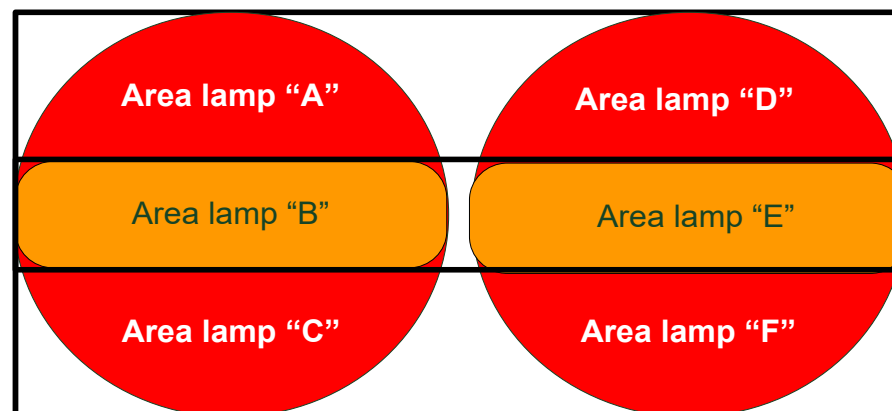 Area lamp “A”
Area lamp “D”
Area lamp “B”
Area lamp “E”
Area lamp “C”
Area lamp “F”